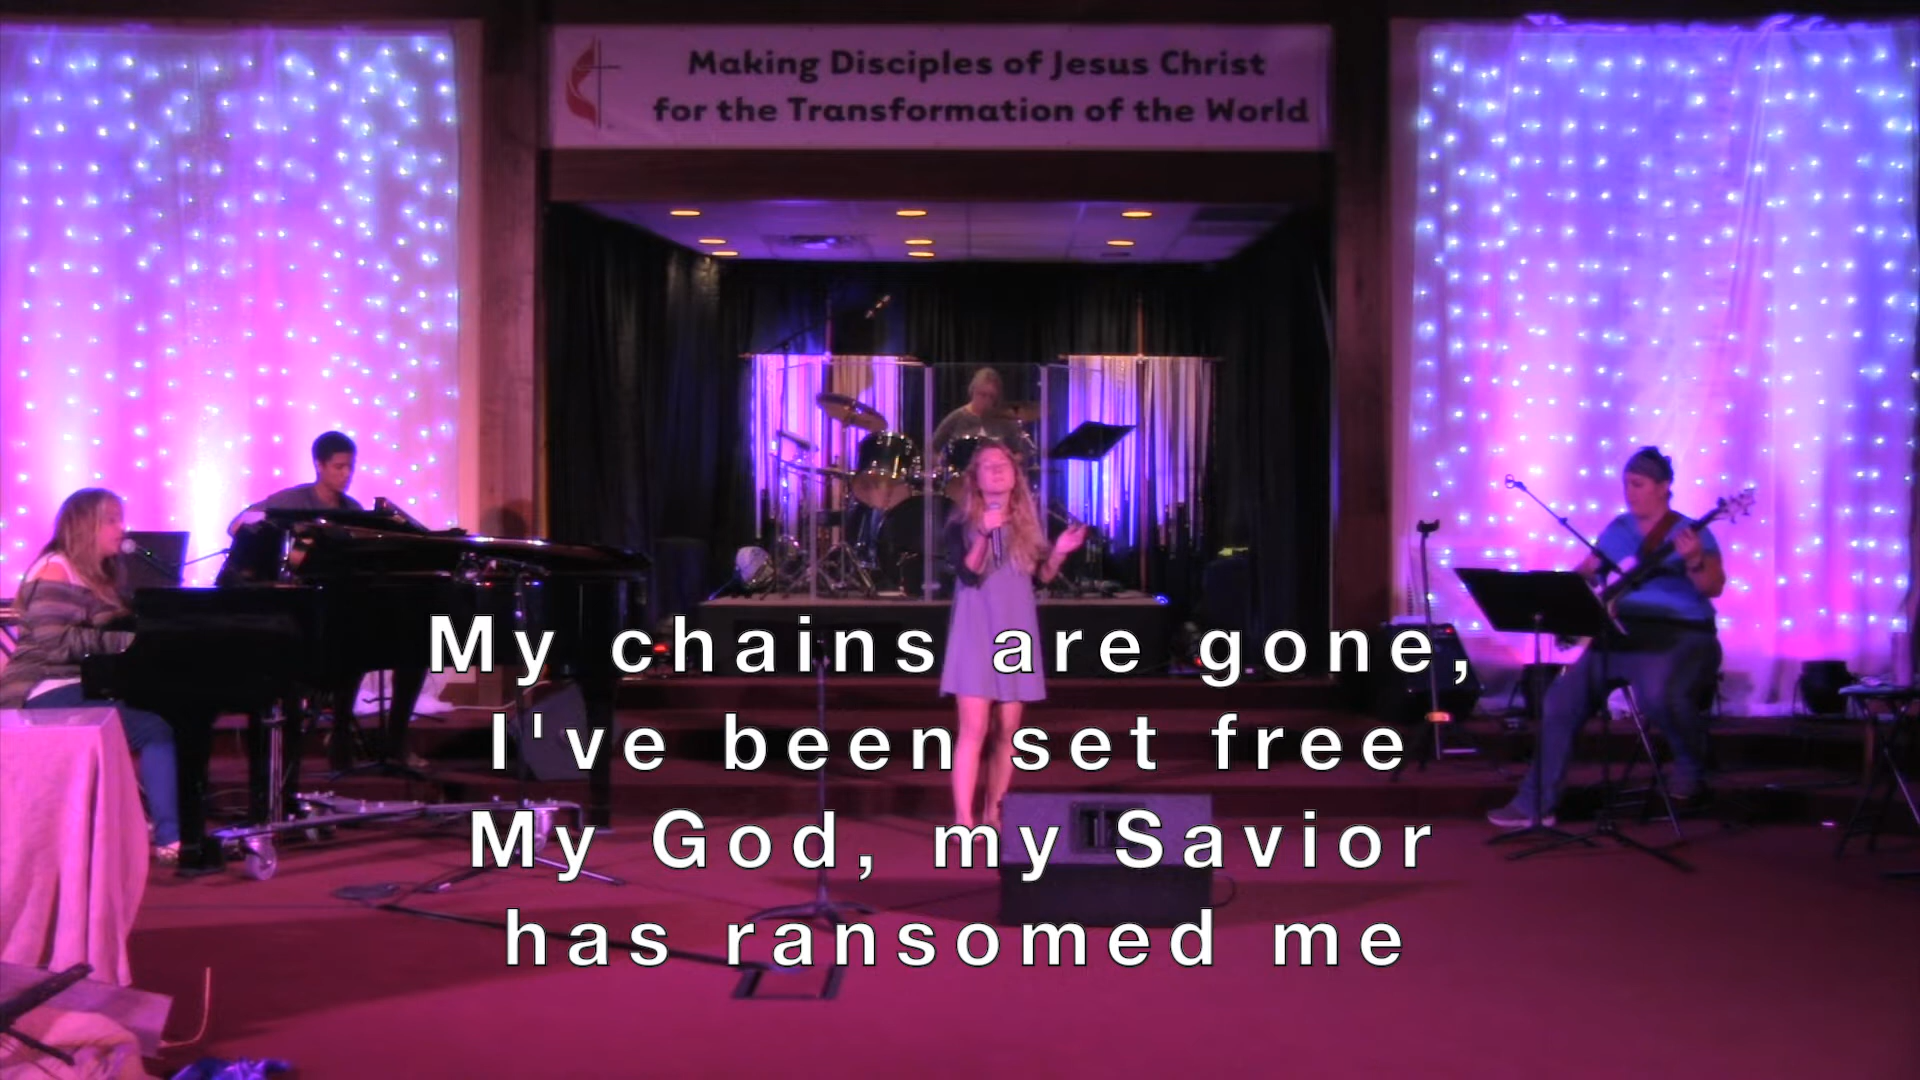 Making Disciples of Jesus Christ
for the Transformation of the World
My chains are gone,
I've been set free
My God, my Savior
has ransomed me